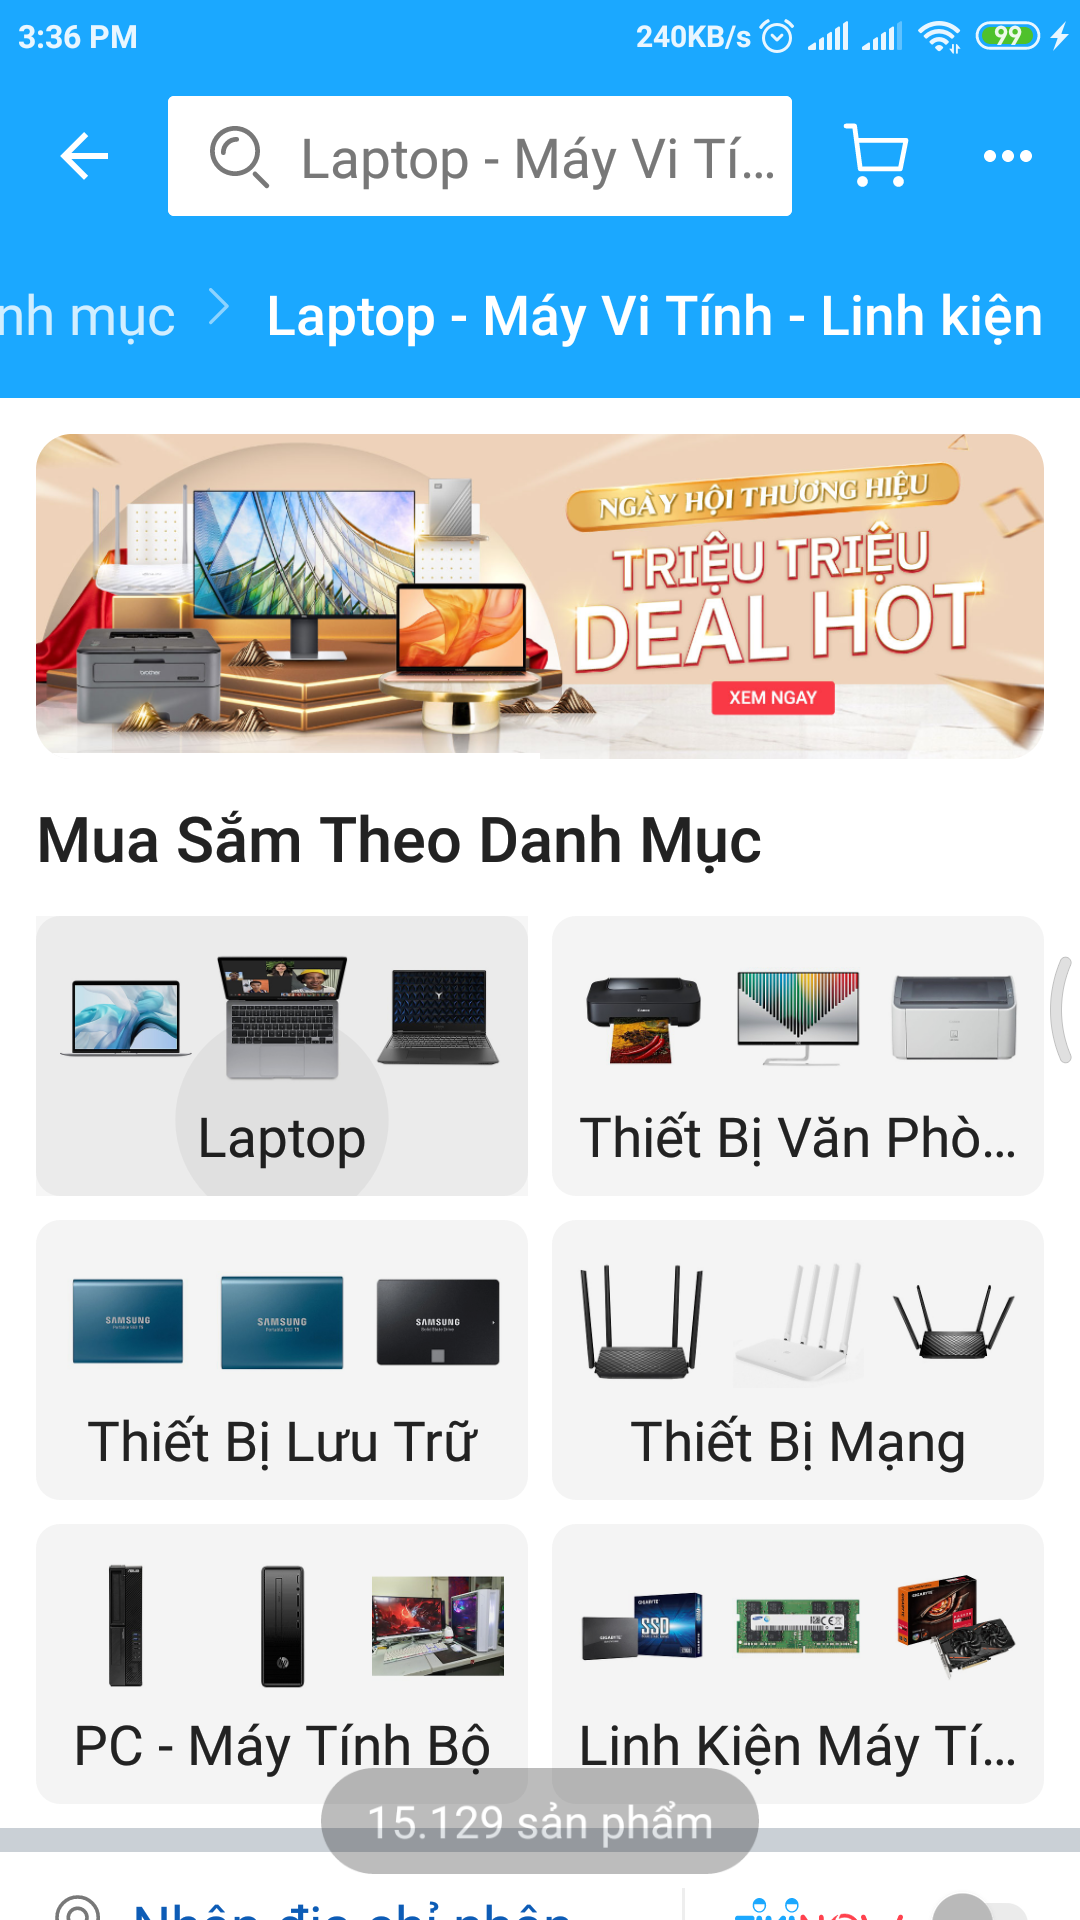 3:36 PM 240KB/s 99
Laptop - Máy Vi Tí...
nh mục Laptop - Máy Vi Tính - Linh kiện
NGÀY HỘI THƯƠNG HIỆU
TRIỆU TRIỆU
DEAL HOT
XEM NGAY
brother
Mua Sắm Theo Danh Mục
Laptop
Thiết Bị Văn Phò...
SAMSUNG
SAMSUNG
SAMSUNG
Thiết Bị Lưu Trữ
Thiết Bị Mạng
GIGABYTE
SSD
PC - Máy Tính Bộ
Linh Kiện Máy Tí...
15.129 sản phẩm